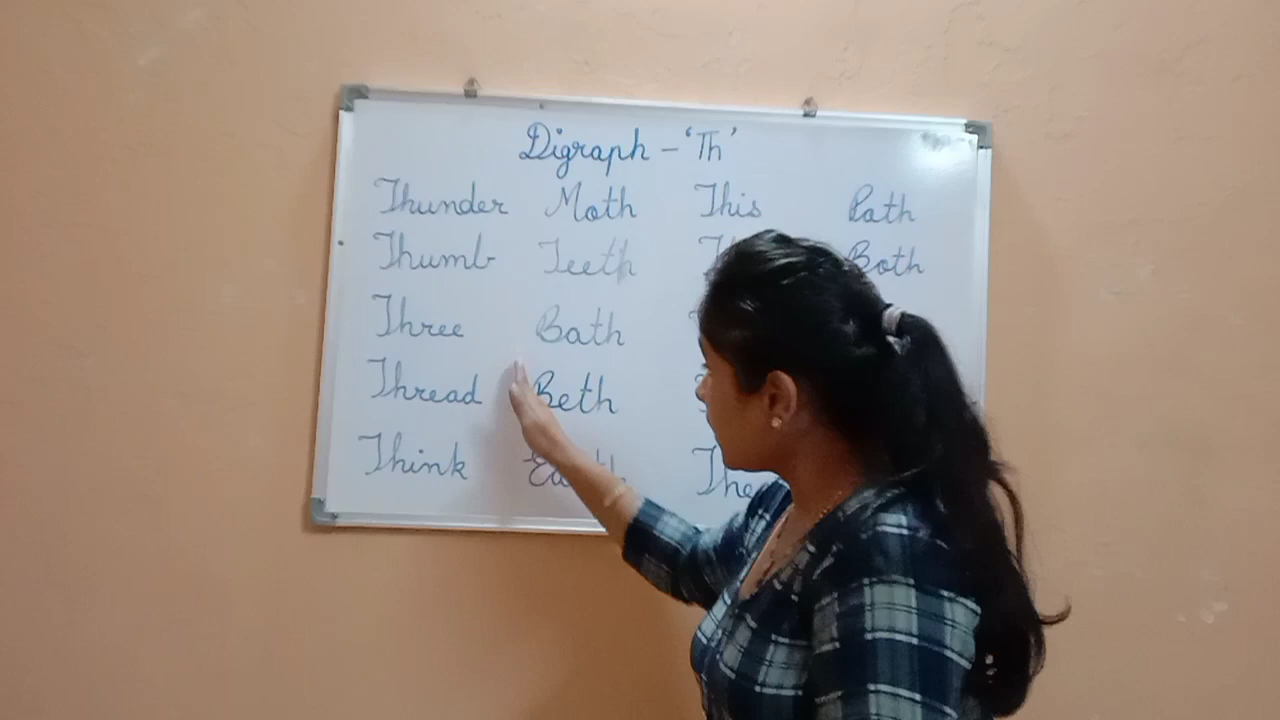 Digraph - 'Th'
Thunder Moth This Path
Thumb Teeth Both
Three Bath
Thread Beth
Think